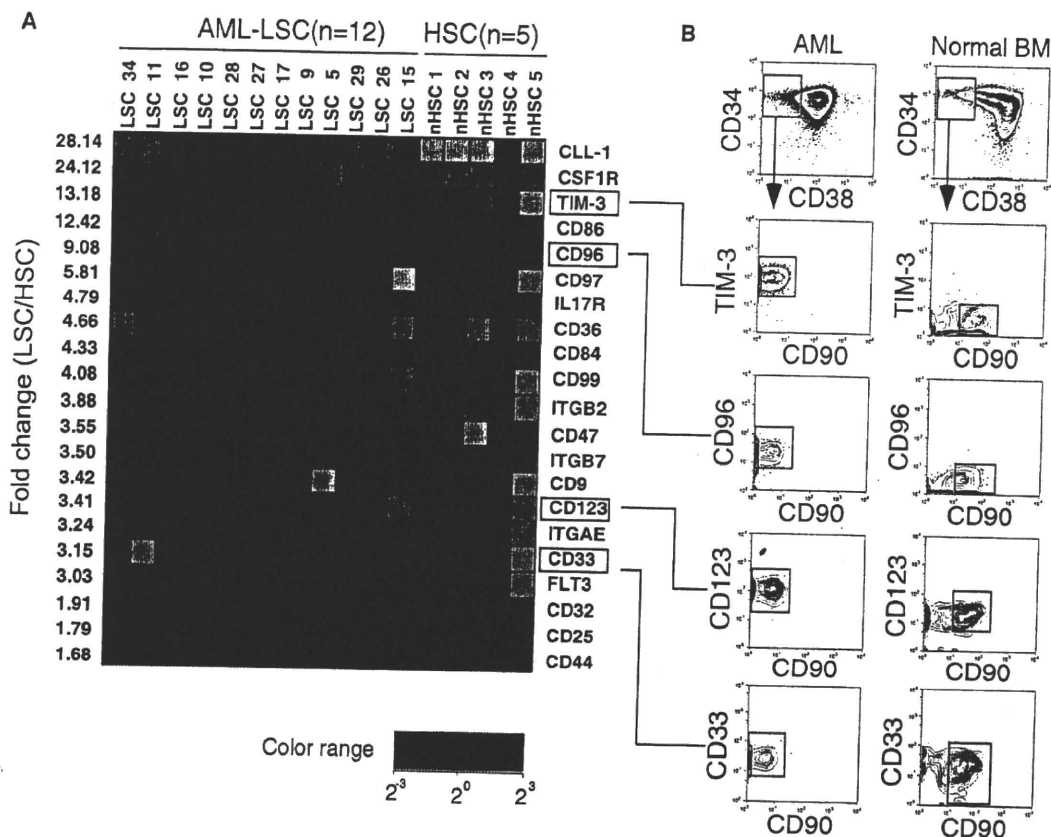 A
AML-LSC(n=12)
HSC(n=5)
LSC 34
LSC 11
LSC 16
LSC 10
LSC 28
LSC 27
LSC 17
LSC 9
LSC 5
LSC 29
LSC 26
LSC 15
nHSC 1
nHSC 2
nHSC 3
nHSC 4
nHSC 5
Fold change (LSC/HSC)
28.14
24.12
13.18
12.42
9.08
5.81
4.79
4.66
4.33
4.08
3.88
3.55
3.50
3.42
3.41
3.24
3.15
3.03
1.91
1.79
1.68
CLL-1
CSF1R
TIM-3
CD86
CD96
CD97
IL17R
CD36
CD84
CD99
ITGB2
CD47
ITGB7
CD9
CD123
ITGAE
CD33
FLT3
CD32
CD25
CD44
Color range
2-3
20
23
B
AML
Normal BM
CD34
CD38
CD34
CD38
TIM-3
CD90
TIM-3
CD90
CD96
CD90
CD96
CD90
CD123
CD90
CD123
CD90
CD33
CD90
CD33
CD90